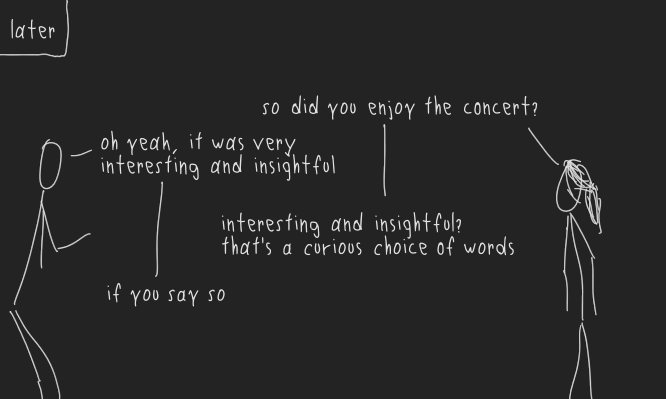 later
so did you enjoy the concert?
oh yeah, it was very
interesting and insightful
interesting and insightful?
that's a curious choice of words
if you say so